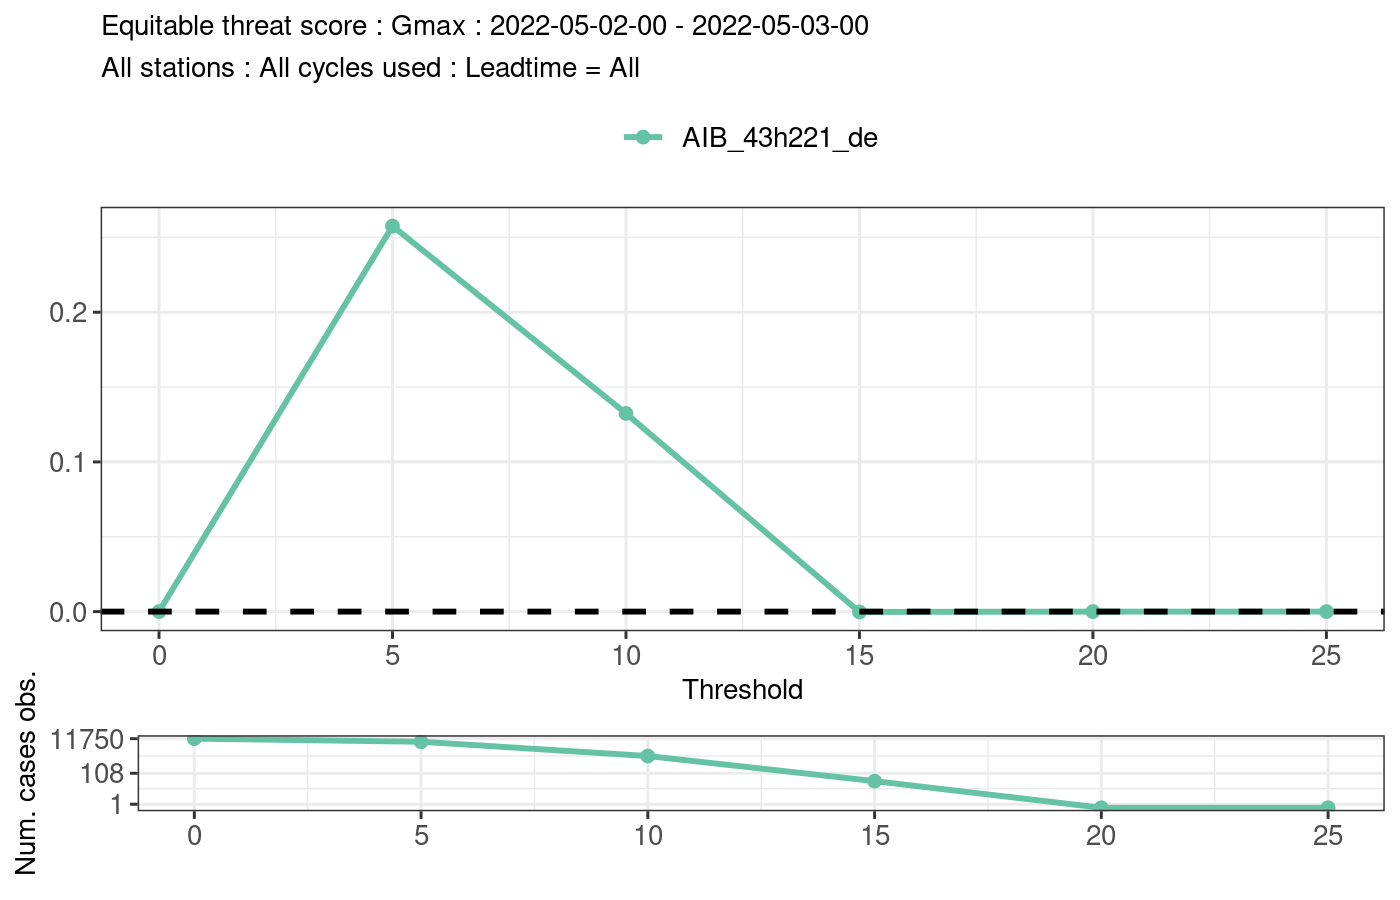 Equitable threat score : Gmax : 2022-05-02-00 - 2022-05-03-00
All stations : All cycles used : Leadtime = All
AIB_43h221_de
0.2
0.1
0.0
0 5 10 15 20 25
Threshold
Num. cases obs.
11750
108
1
0 5 10 15 20 25